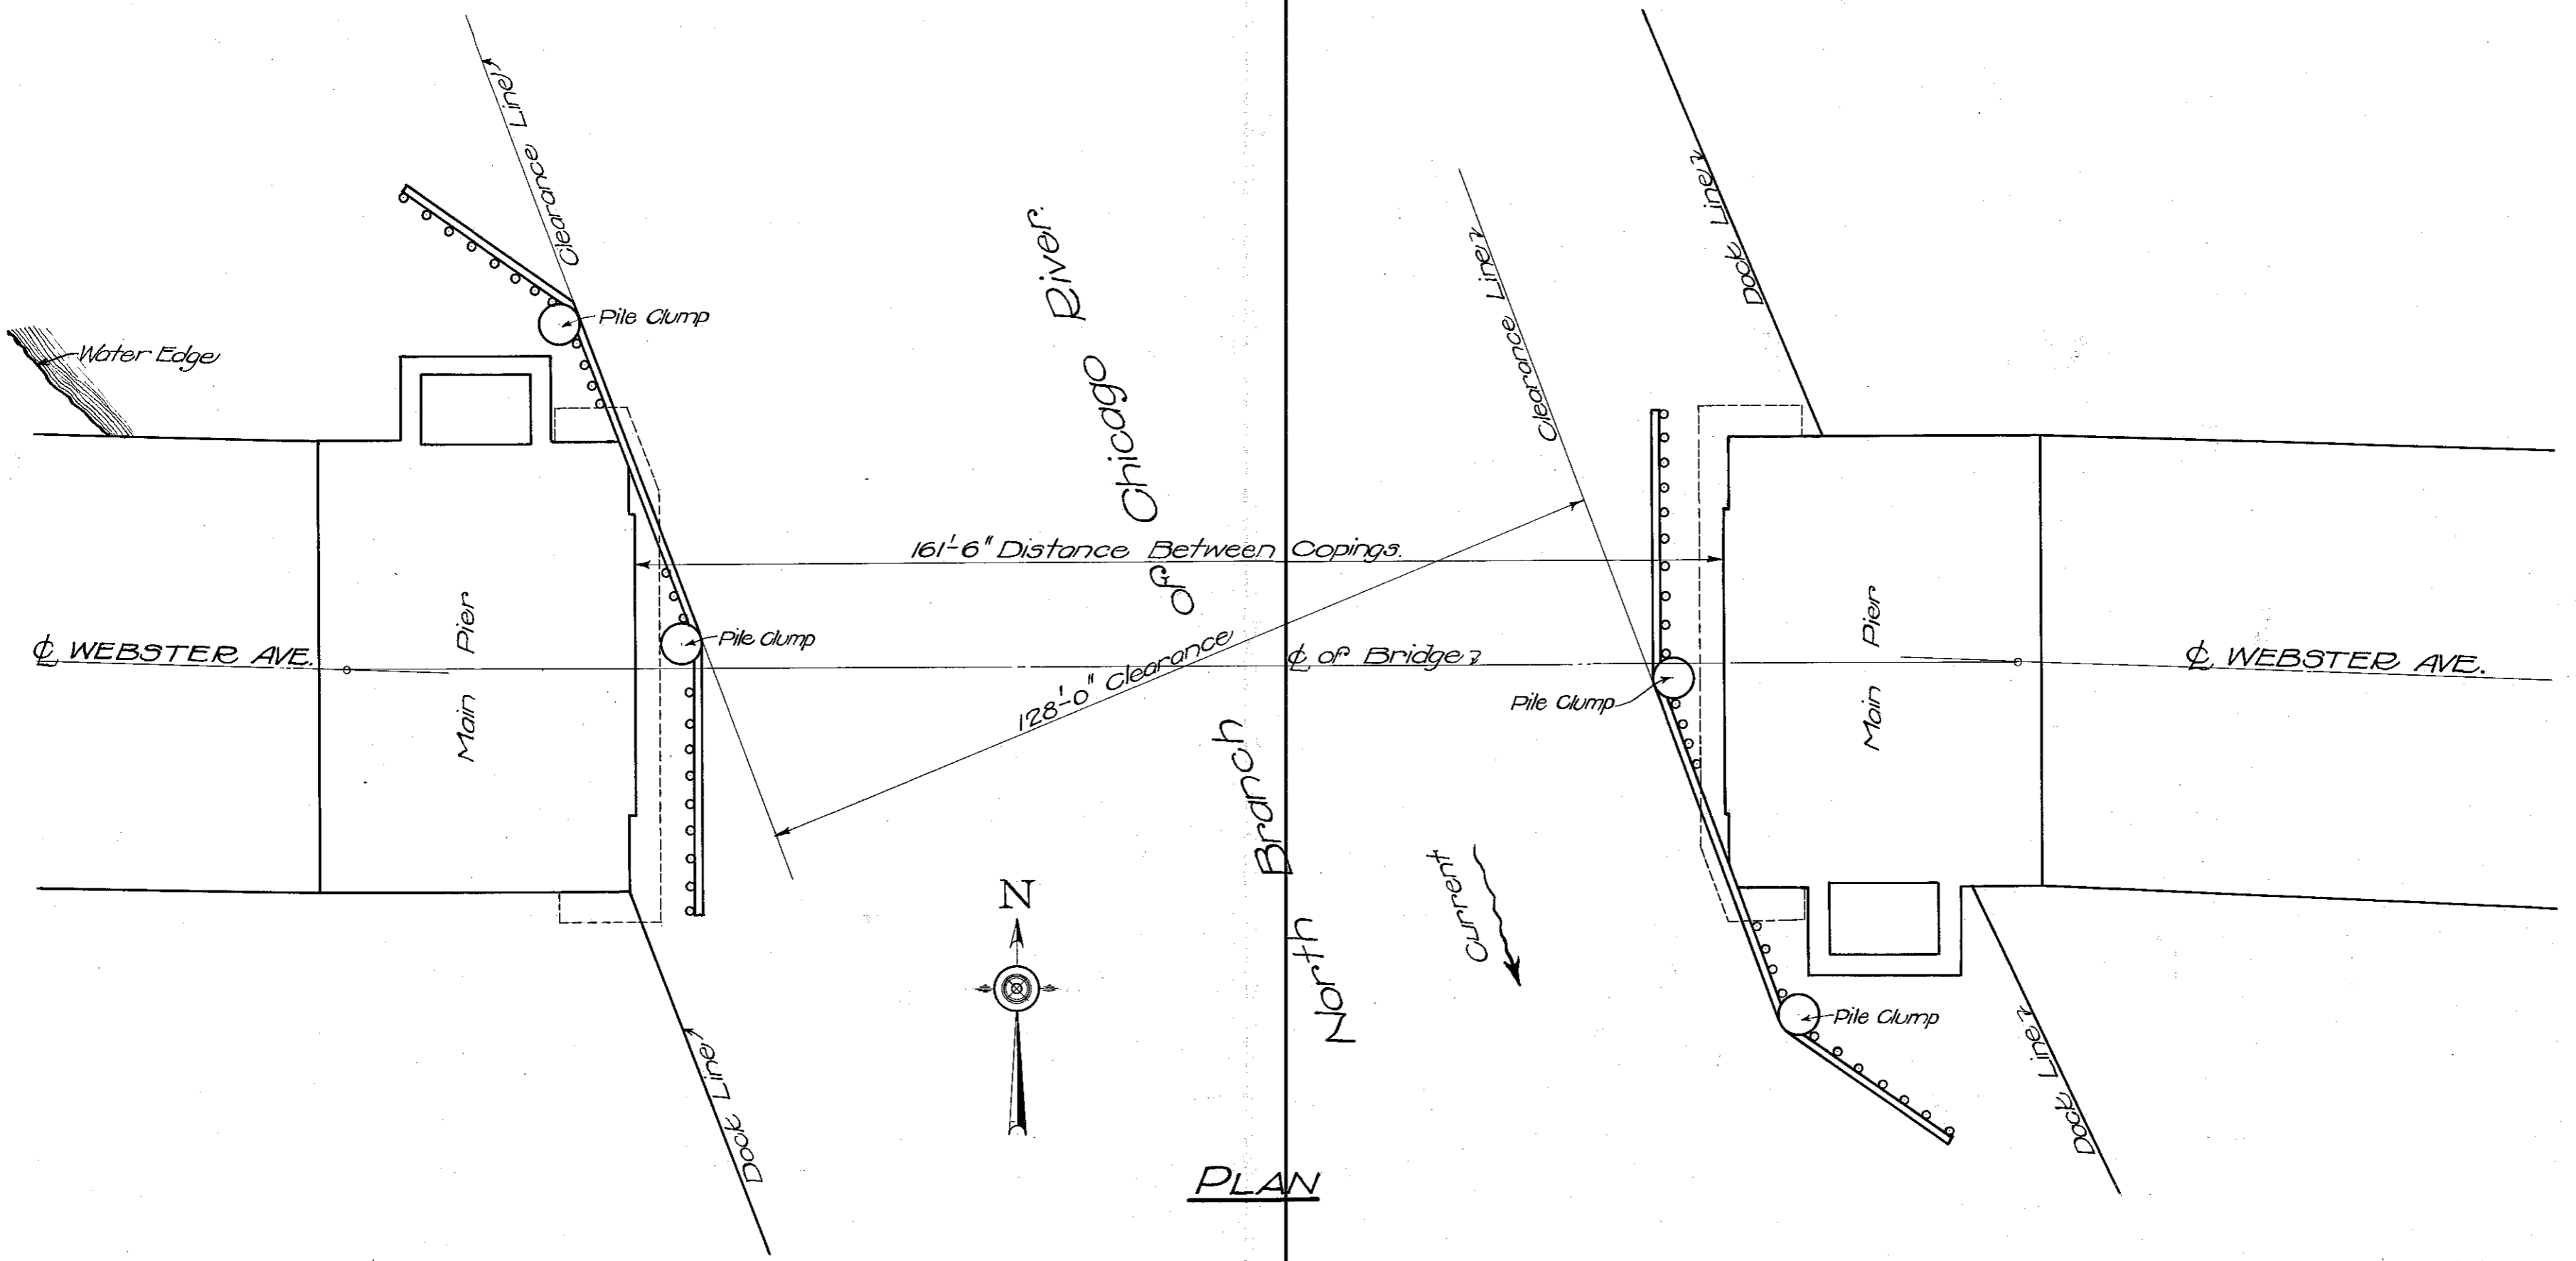 Clearance Line
Clearance Line
Dock Line
Pile Clump
Water Edge
North Branch of Chicago River.
161'-6" Distance Between Copings.
128'-0" Clearance
Main Pier
Main Pier
Pile Clump
℄ WEBSTER AVE.
℄ of Bridge
℄ WEBSTER AVE.
Pile Clump
Current
N
Pile Clump
Dock Line
Dock Line
PLAN